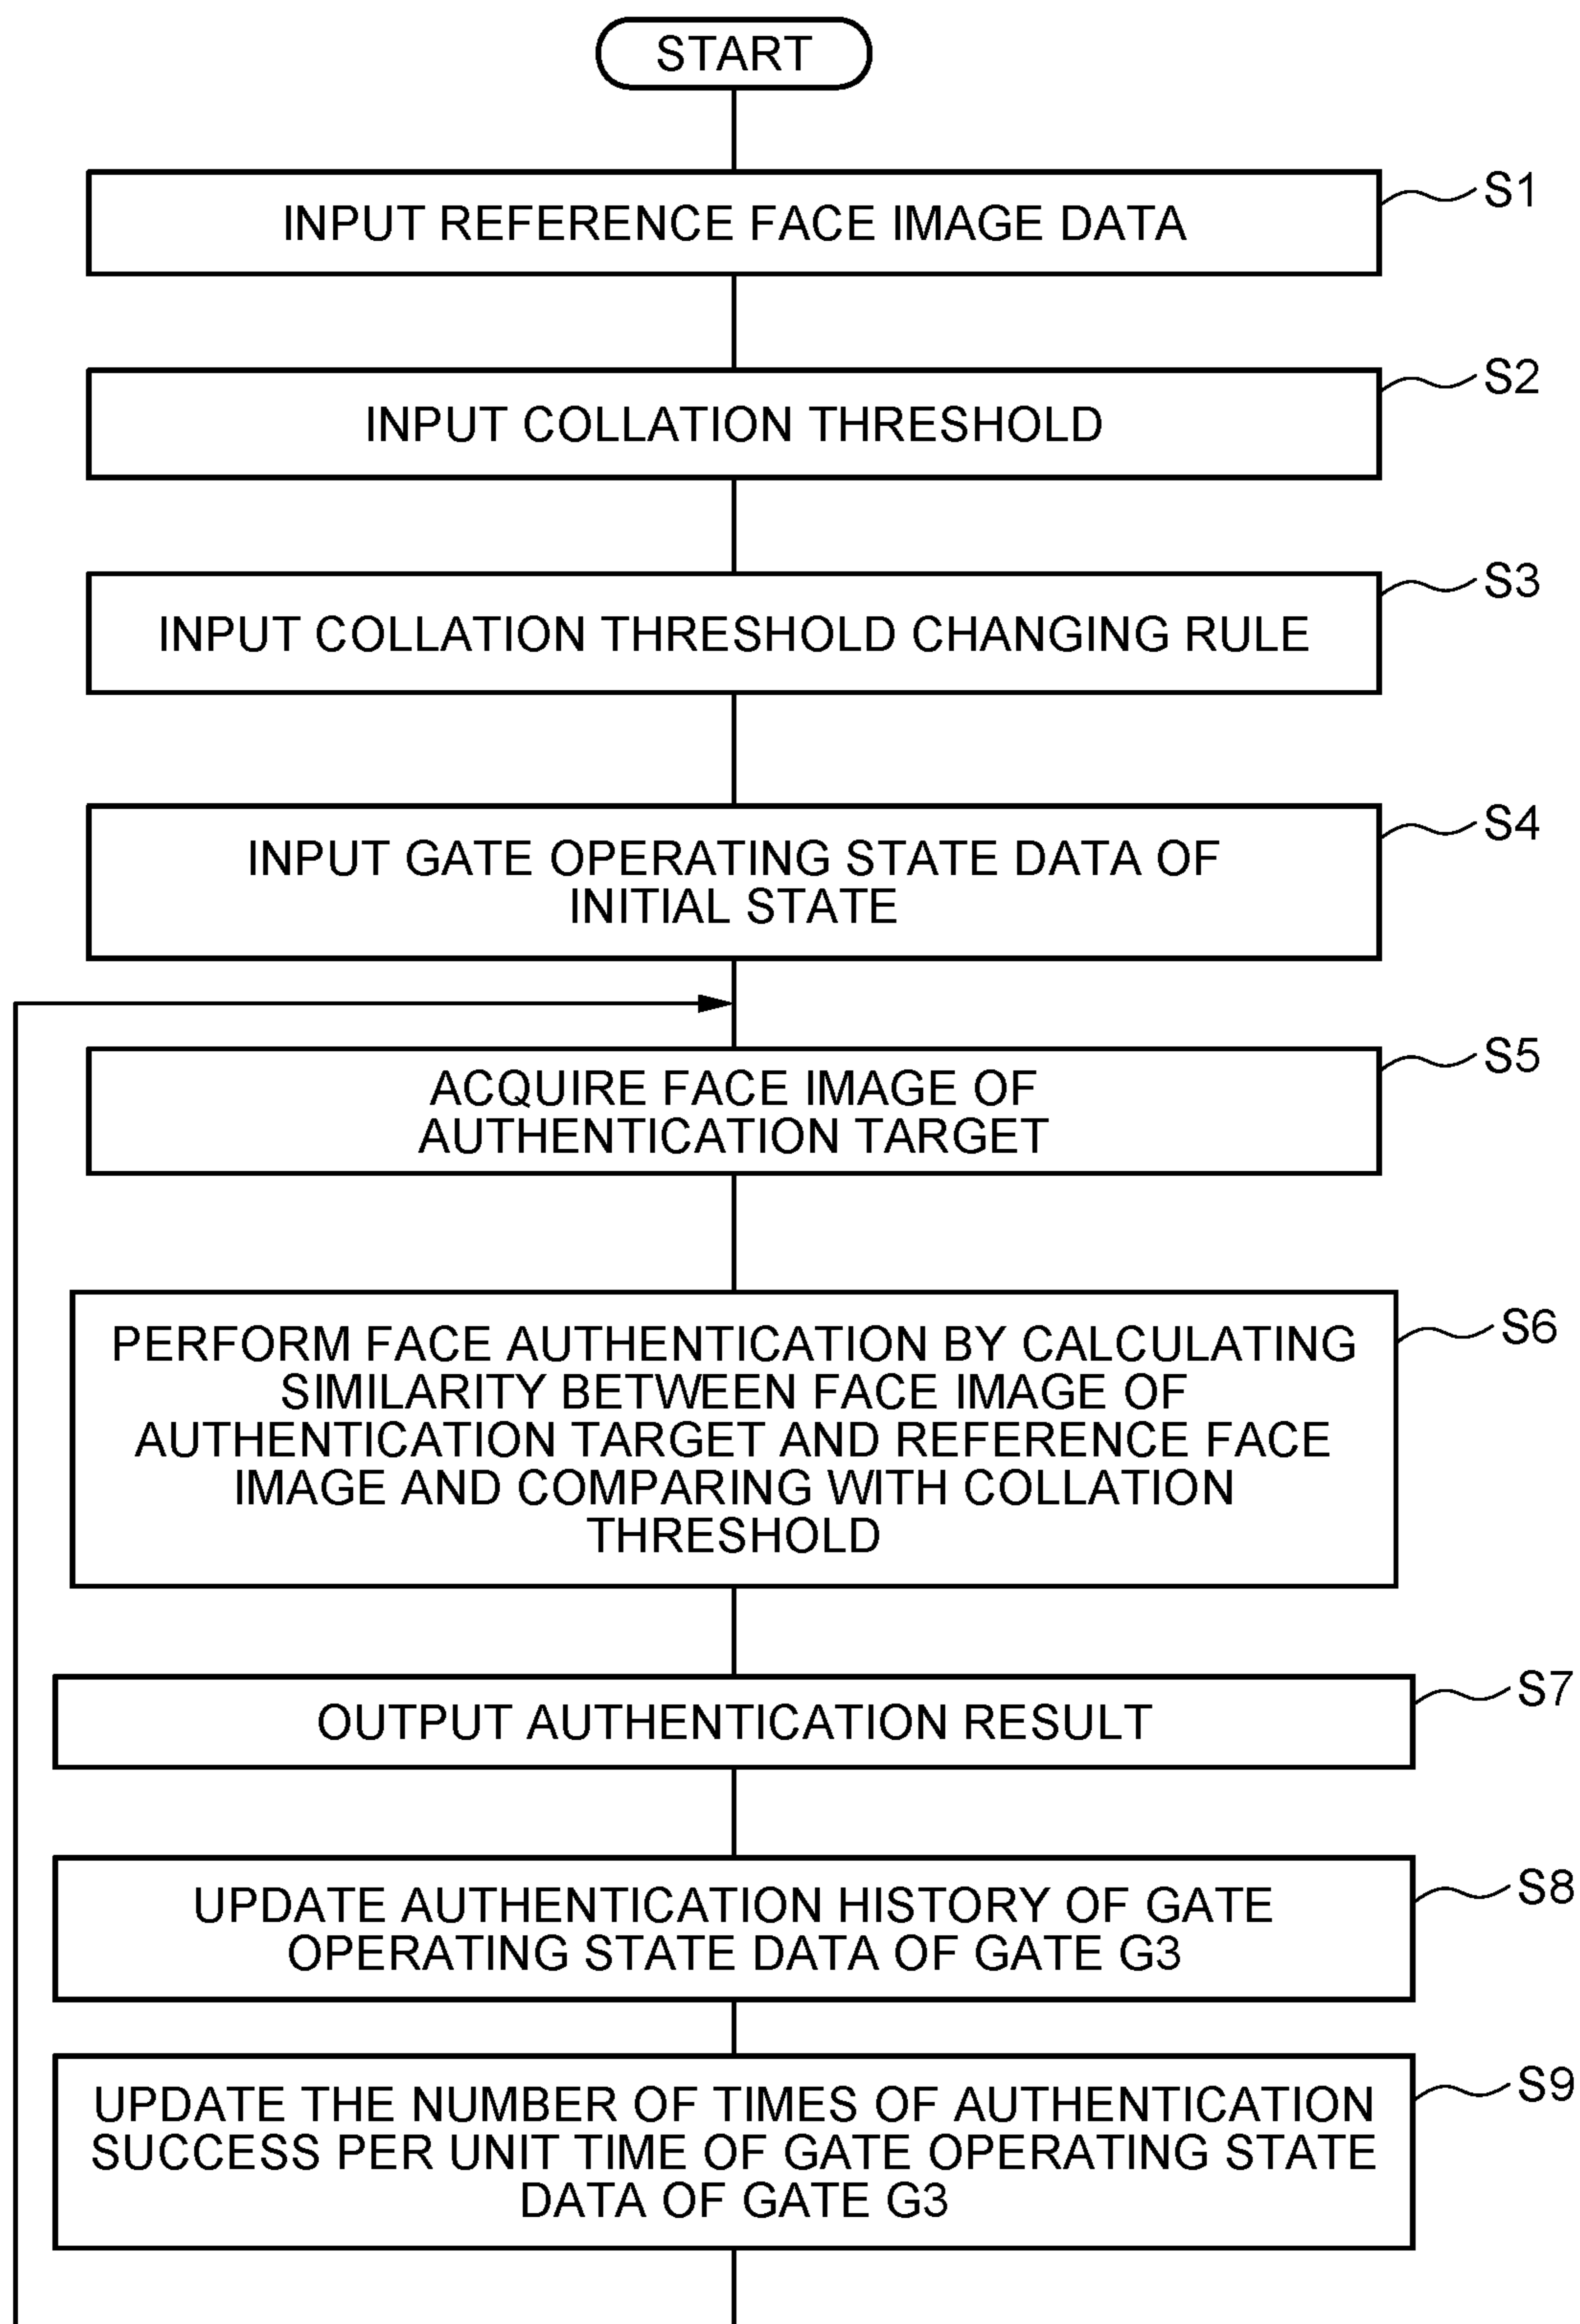 START
INPUT REFERENCE FACE IMAGE DATA
S1
INPUT COLLATION THRESHOLD
S2
INPUT COLLATION THRESHOLD CHANGING RULE
S3
INPUT GATE OPERATING STATE DATA OF
INITIAL STATE
S4
ACQUIRE FACE IMAGE OF
AUTHENTICATION TARGET
S5
PERFORM FACE AUTHENTICATION BY CALCULATING
SIMILARITY BETWEEN FACE IMAGE OF
AUTHENTICATION TARGET AND REFERENCE FACE
IMAGE AND COMPARING WITH COLLATION
THRESHOLD
S6
OUTPUT AUTHENTICATION RESULT
S7
UPDATE AUTHENTICATION HISTORY OF GATE
OPERATING STATE DATA OF GATE G3
S8
UPDATE THE NUMBER OF TIMES OF AUTHENTICATION
SUCCESS PER UNIT TIME OF GATE OPERATING STATE
DATA OF GATE G3
S9